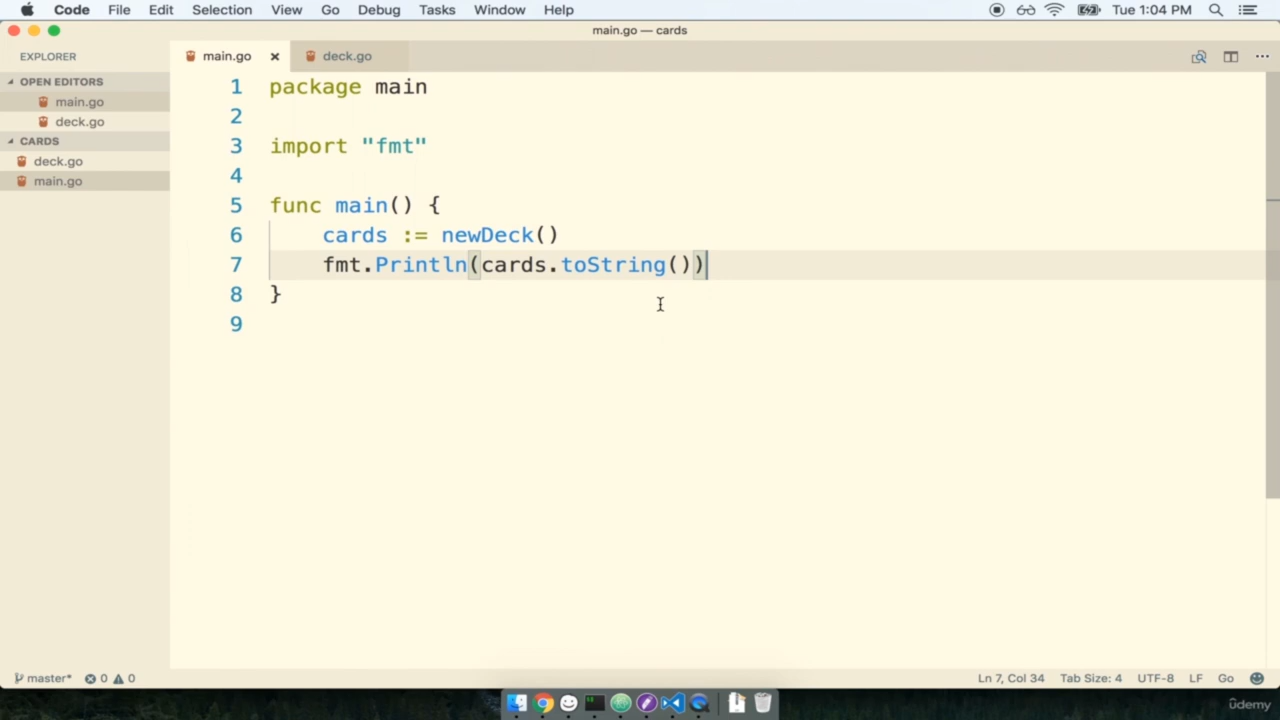 Code File Edit Selection View Go Debug Tasks Window Help Tue 1:04 PM
main.go — cards
EXPLORER
OPEN EDITORS
main.go
deck.go
CARDS
deck.go
main.go
main.go deck.go
1 package main
2
3 import "fmt"
4
5 func main() {
6 cards := newDeck()
7 fmt.Println(cards.toString())
8 }
9
master* 0 0 Ln 7, Col 34 Tab Size: 4 UTF-8 LF Go
udemy